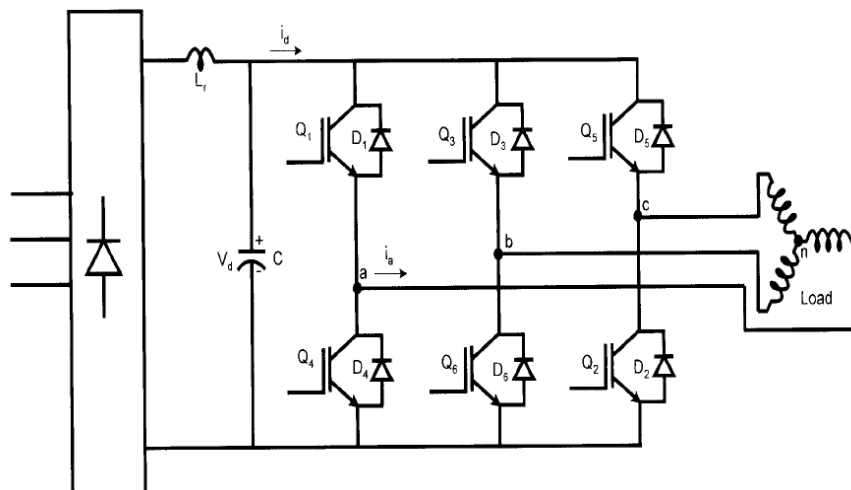 i_d
L_r
Q_1
D_1
Q_3
D_3
Q_5
D_5
c
b
n
+
V_d
C
-
i_a
a
Load
Q_4
D_4
Q_6
D_6
Q_2
D_2